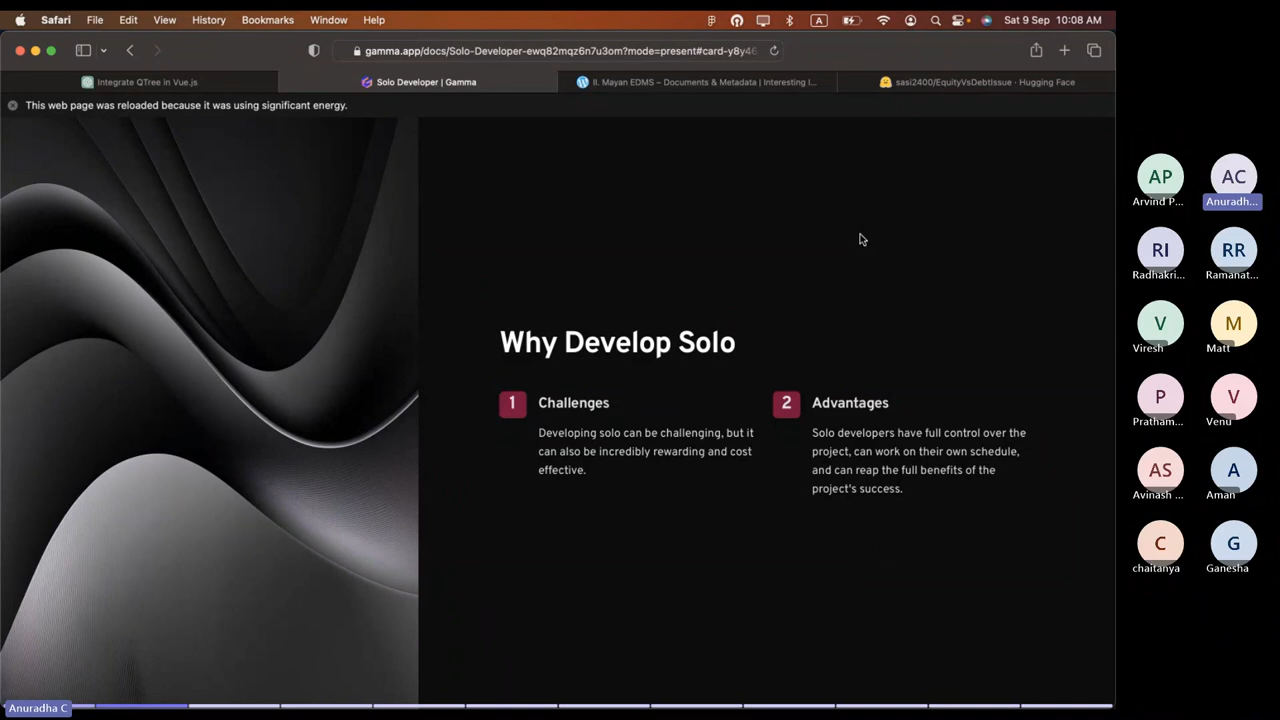 Safari File Edit View History Bookmarks Window Help A Sat 9 Sep 10:08 AM
gamma.app/docs/Solo-Developer-ewq82mqz6n7u3om?mode=present#card-y8y46
Integrate QTree in Vue.js Solo Developer | Gamma II. Mayan EDMS – Documents & Metadata | Interesting I... sasi2400/EquityVsDebtIssue · Hugging Face
This web page was reloaded because it was using significant energy.
Why Develop Solo
1 Challenges
Developing solo can be challenging, but it
can also be incredibly rewarding and cost
effective.
2 Advantages
Solo developers have full control over the
project, can work on their own schedule,
and can reap the full benefits of the
project's success.
Anuradha C
AP AC
Arvind P... Anuradh...
RI RR
Radhakri... Ramanat...
V M
Viresh Matt
P V
Pratham... Venu
AS A
Avinash ... Aman
C G
chaitanya Ganesha